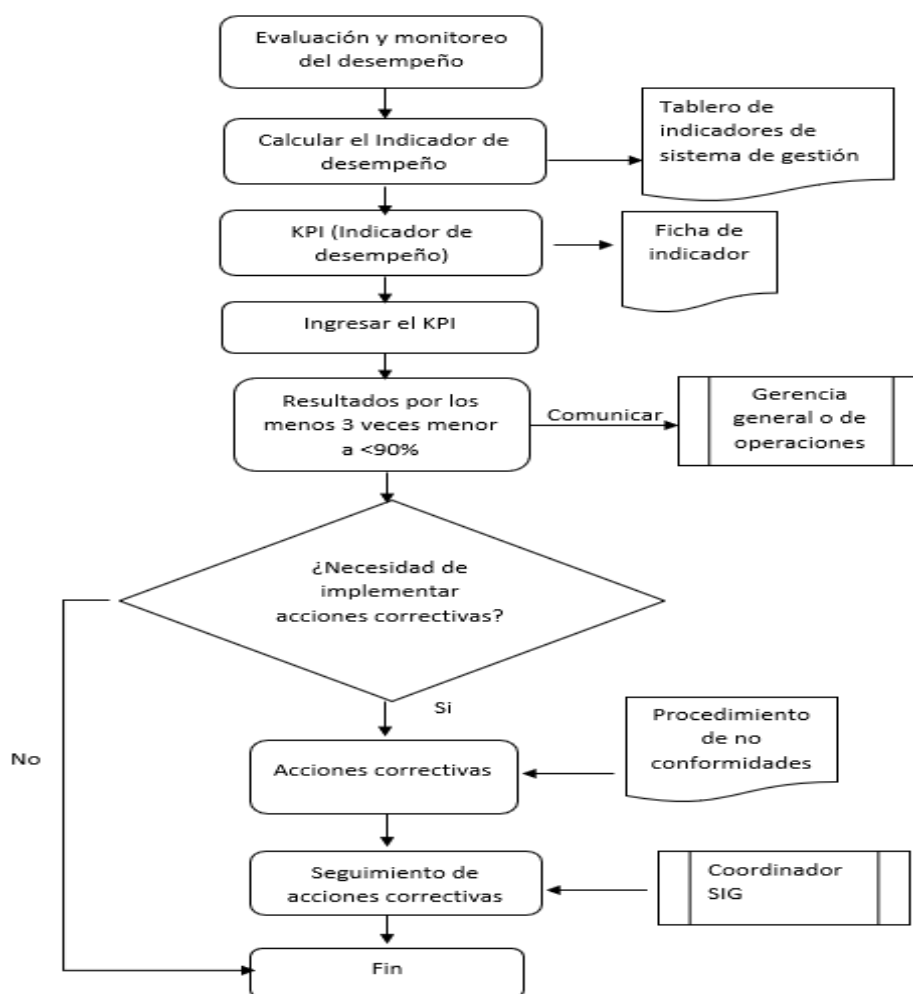 Evaluación y monitoreo
del desempeño
Calcular el Indicador de
desempeño
Tablero de
indicadores de
sistema de gestión
KPI (Indicador de
desempeño)
Ficha de
indicador
Ingresar el KPI
Resultados por los
menos 3 veces menor
a <90%
Comunicar
Gerencia
general o de
operaciones
¿Necesidad de
implementar
acciones correctivas?
Si
No
Acciones correctivas
Procedimiento
de no
conformidades
Seguimiento de
acciones correctivas
Coordinador
SIG
Fin